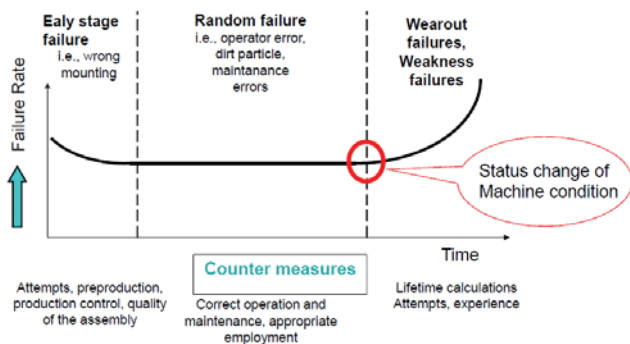 Ealy stage
failure
i.e., wrong
mounting
Random failure
i.e., operator error,
dirt particle,
maintanance
errors
Wearout
failures,
Weakness
failures
Failure Rate
Status change of
Machine condition
Time
Counter measures
Attempts, preproduction,
production control, quality
of the assembly
Correct operation and
maintenance, appropriate
employment
Lifetime calculations
Attempts, experience